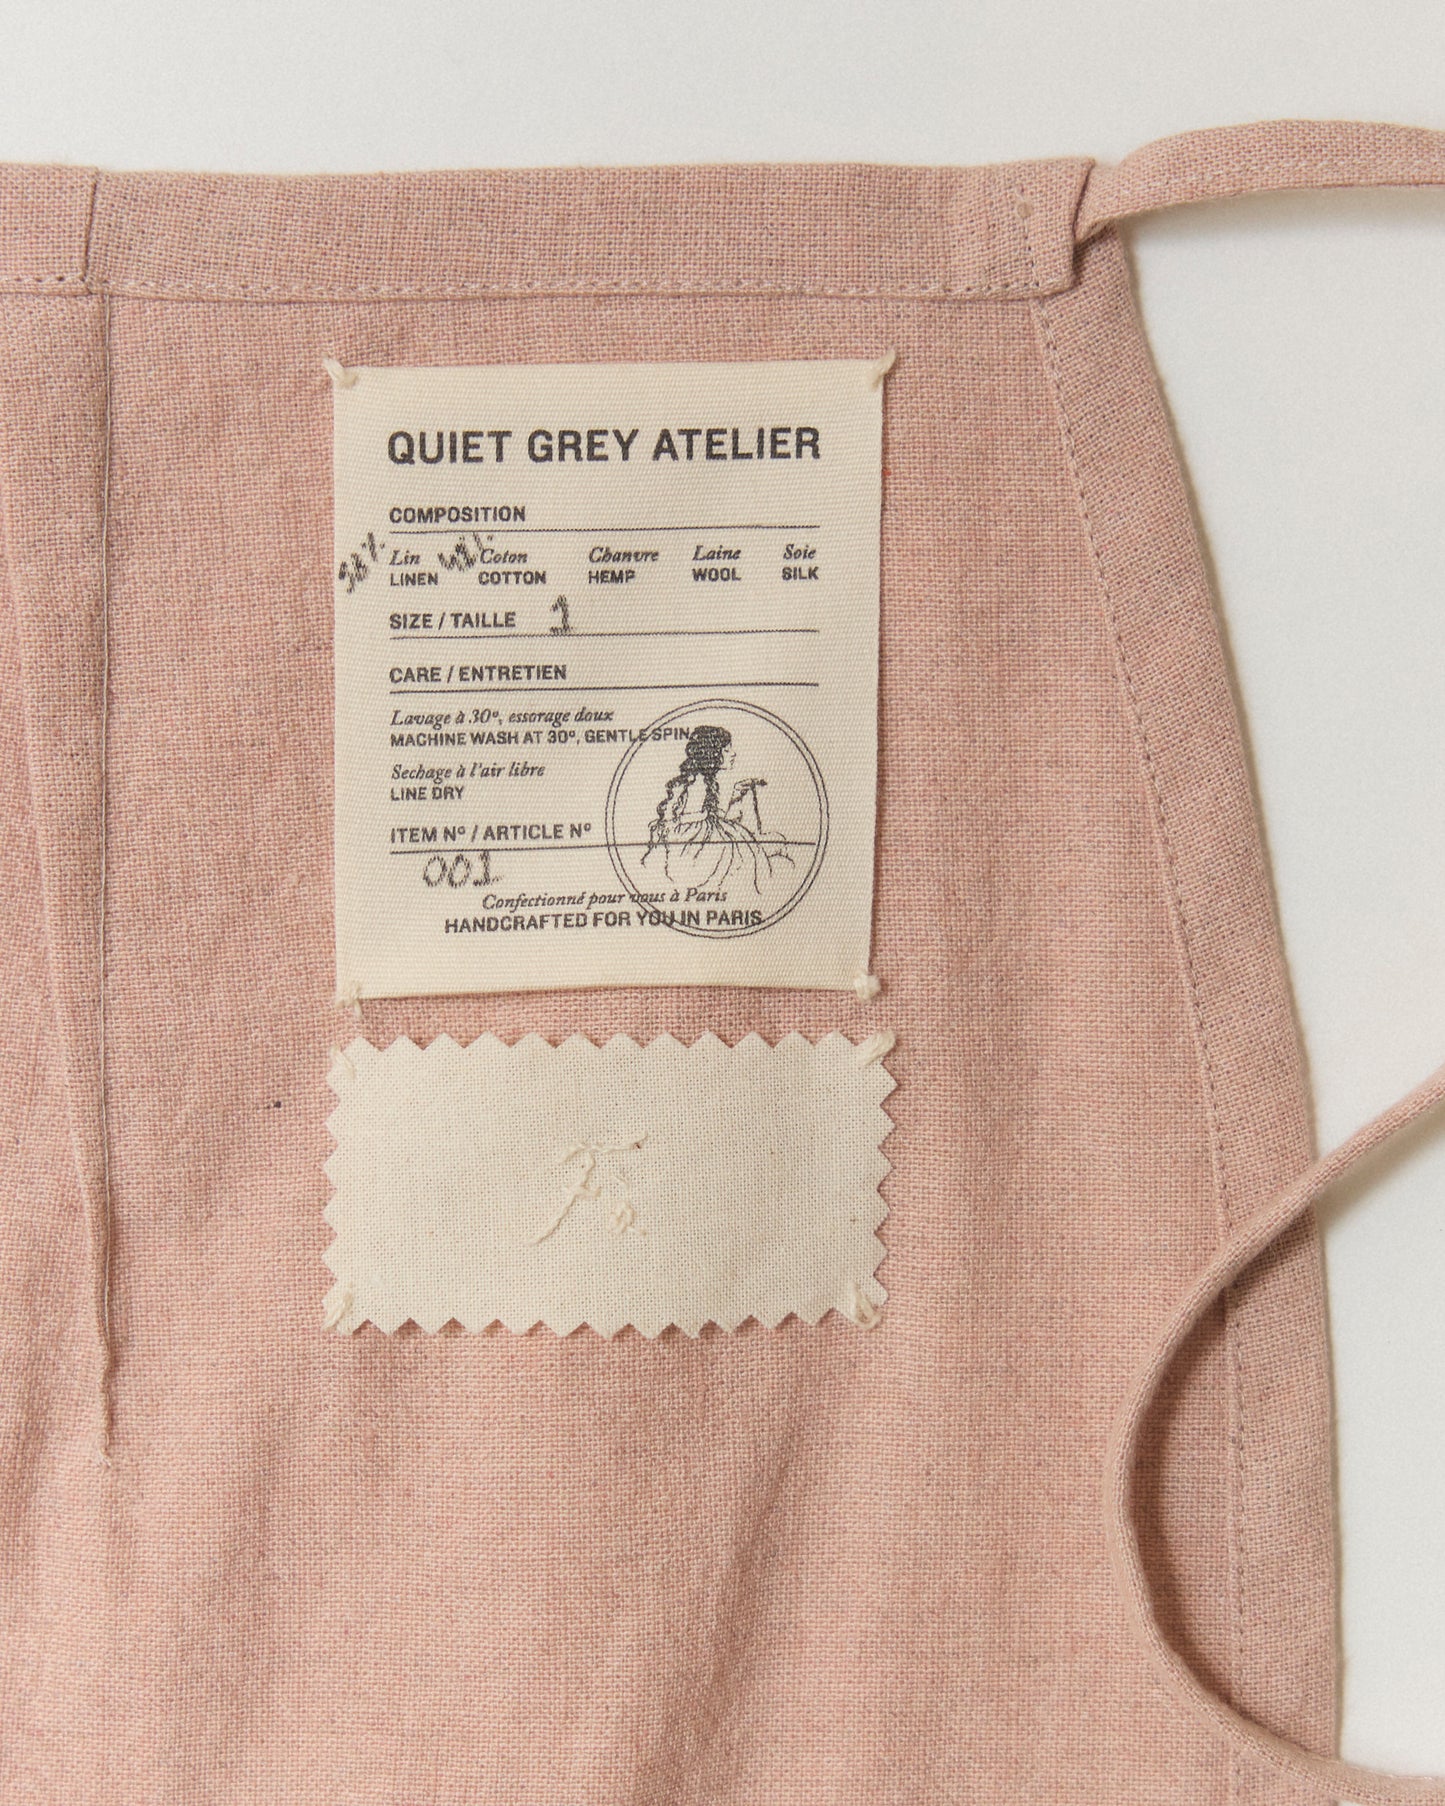 QUIET GREY ATELIER
COMPOSITION
Lin Coton Chanvre Laine Soie
LINEN COTTON HEMP WOOL SILK
SIZE / TAILLE 1
CARE / ENTRETIEN
Lavage à 30°, essorage doux
MACHINE WASH AT 30°, GENTLE SPIN
Sechage à l'air libre
LINE DRY
ITEM Nº / ARTICLE Nº
001
Confectionné pour vous à Paris
HANDCRAFTED FOR YOU IN PARIS